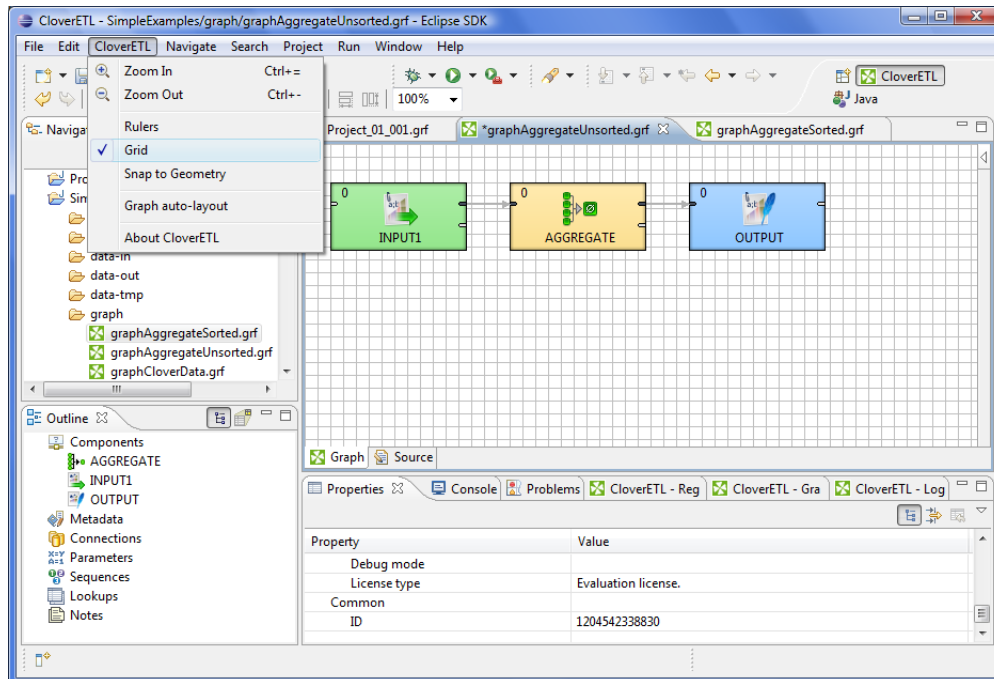 CloverETL - SimpleExamples/graph/graphAggregateUnsorted.grf - Eclipse SDK
File Edit CloverETL Navigate Search Project Run Window Help
Zoom In Ctrl+=
Zoom Out Ctrl+-
Rulers
Grid
Snap to Geometry
Graph auto-layout
About CloverETL
100%
CloverETL
Java
Project_01_001.grf *graphAggregateUnsorted.grf graphAggregateSorted.grf
0 INPUT1
0 AGGREGATE
0 OUTPUT
data-in
data-out
data-tmp
graph
graphAggregateSorted.grf
graphAggregateUnsorted.grf
graphCloverData.grf
Graph Source
Outline
Components
AGGREGATE
INPUT1
OUTPUT
Metadata
Connections
Parameters
Sequences
Lookups
Notes
Properties Console Problems CloverETL - Reg CloverETL - Gra CloverETL - Log
Property Value
Debug mode
License type Evaluation license.
Common
ID 1204542338830